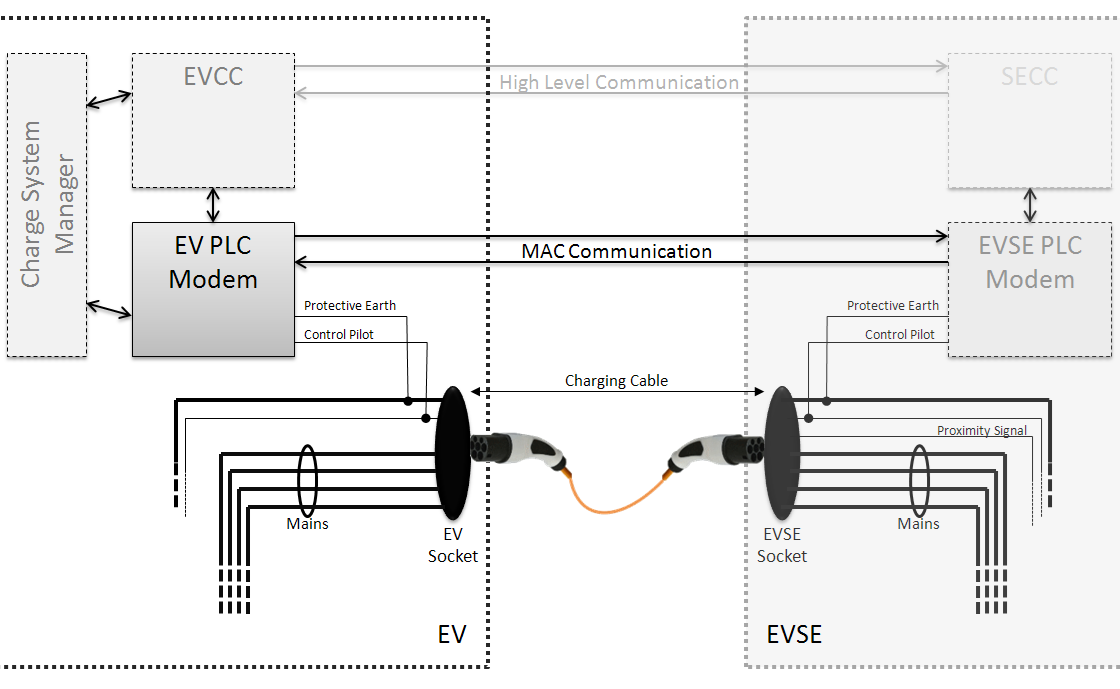 EVCC
High Level Communication
SECC
Charge System
Manager
EV PLC
Modem
MAC Communication
EVSE PLC
Modem
Protective Earth
Control Pilot
Protective Earth
Control Pilot
Charging Cable
Proximity Signal
Mains
EV
Socket
EVSE
Socket
Mains
EV
EVSE